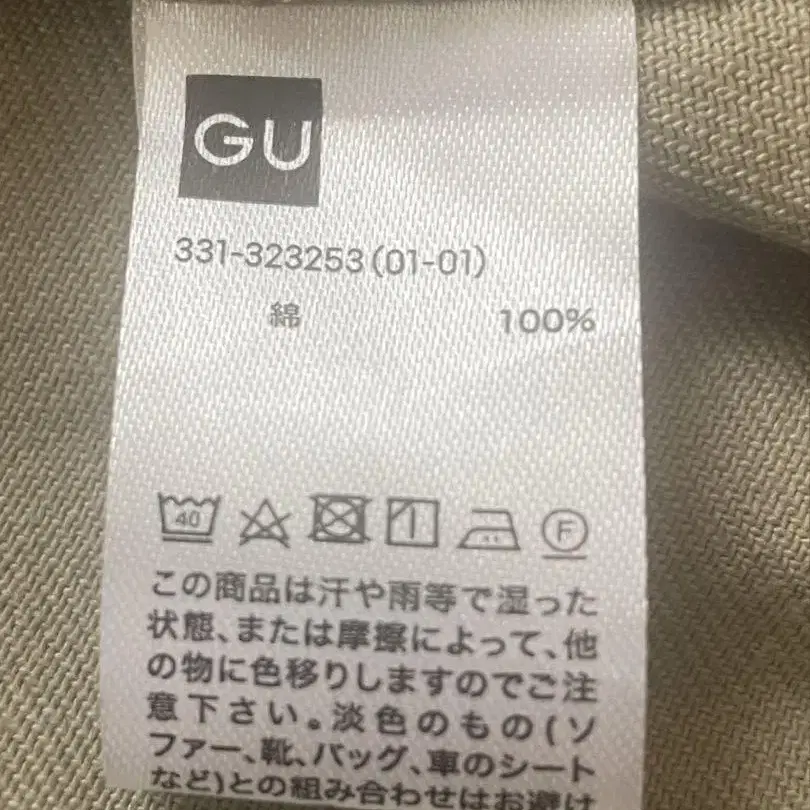 GU
331-323253(01-01)
綿 100%
40
F
この商品は汗や雨等で湿った
状態、または摩擦によって、他
の物に色移りしますのでご注
意下さい。淡色のもの(ソ
ファー、靴、バッグ、車のシート
など)との組み合わせはお避け